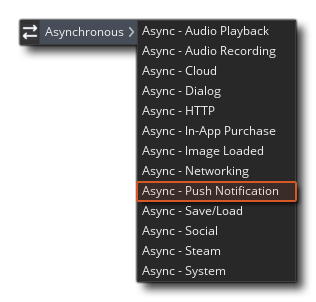 Asynchronous
Async - Audio Playback
Async - Audio Recording
Async - Cloud
Async - Dialog
Async - HTTP
Async - In-App Purchase
Async - Image Loaded
Async - Networking
Async - Push Notification
Async - Save/Load
Async - Social
Async - Steam
Async - System